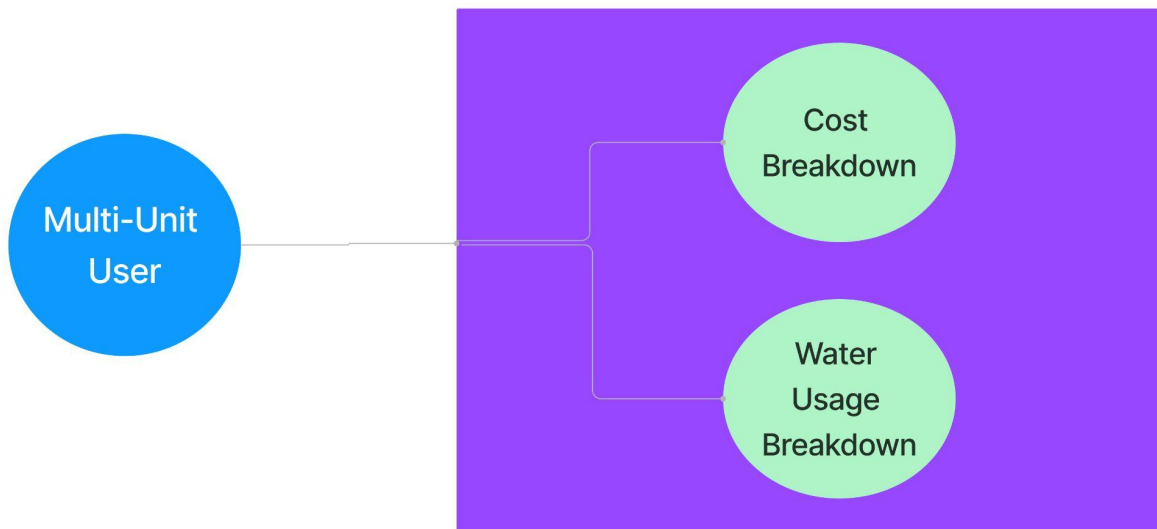 Multi-Unit
User
Cost
Breakdown
Water
Usage
Breakdown